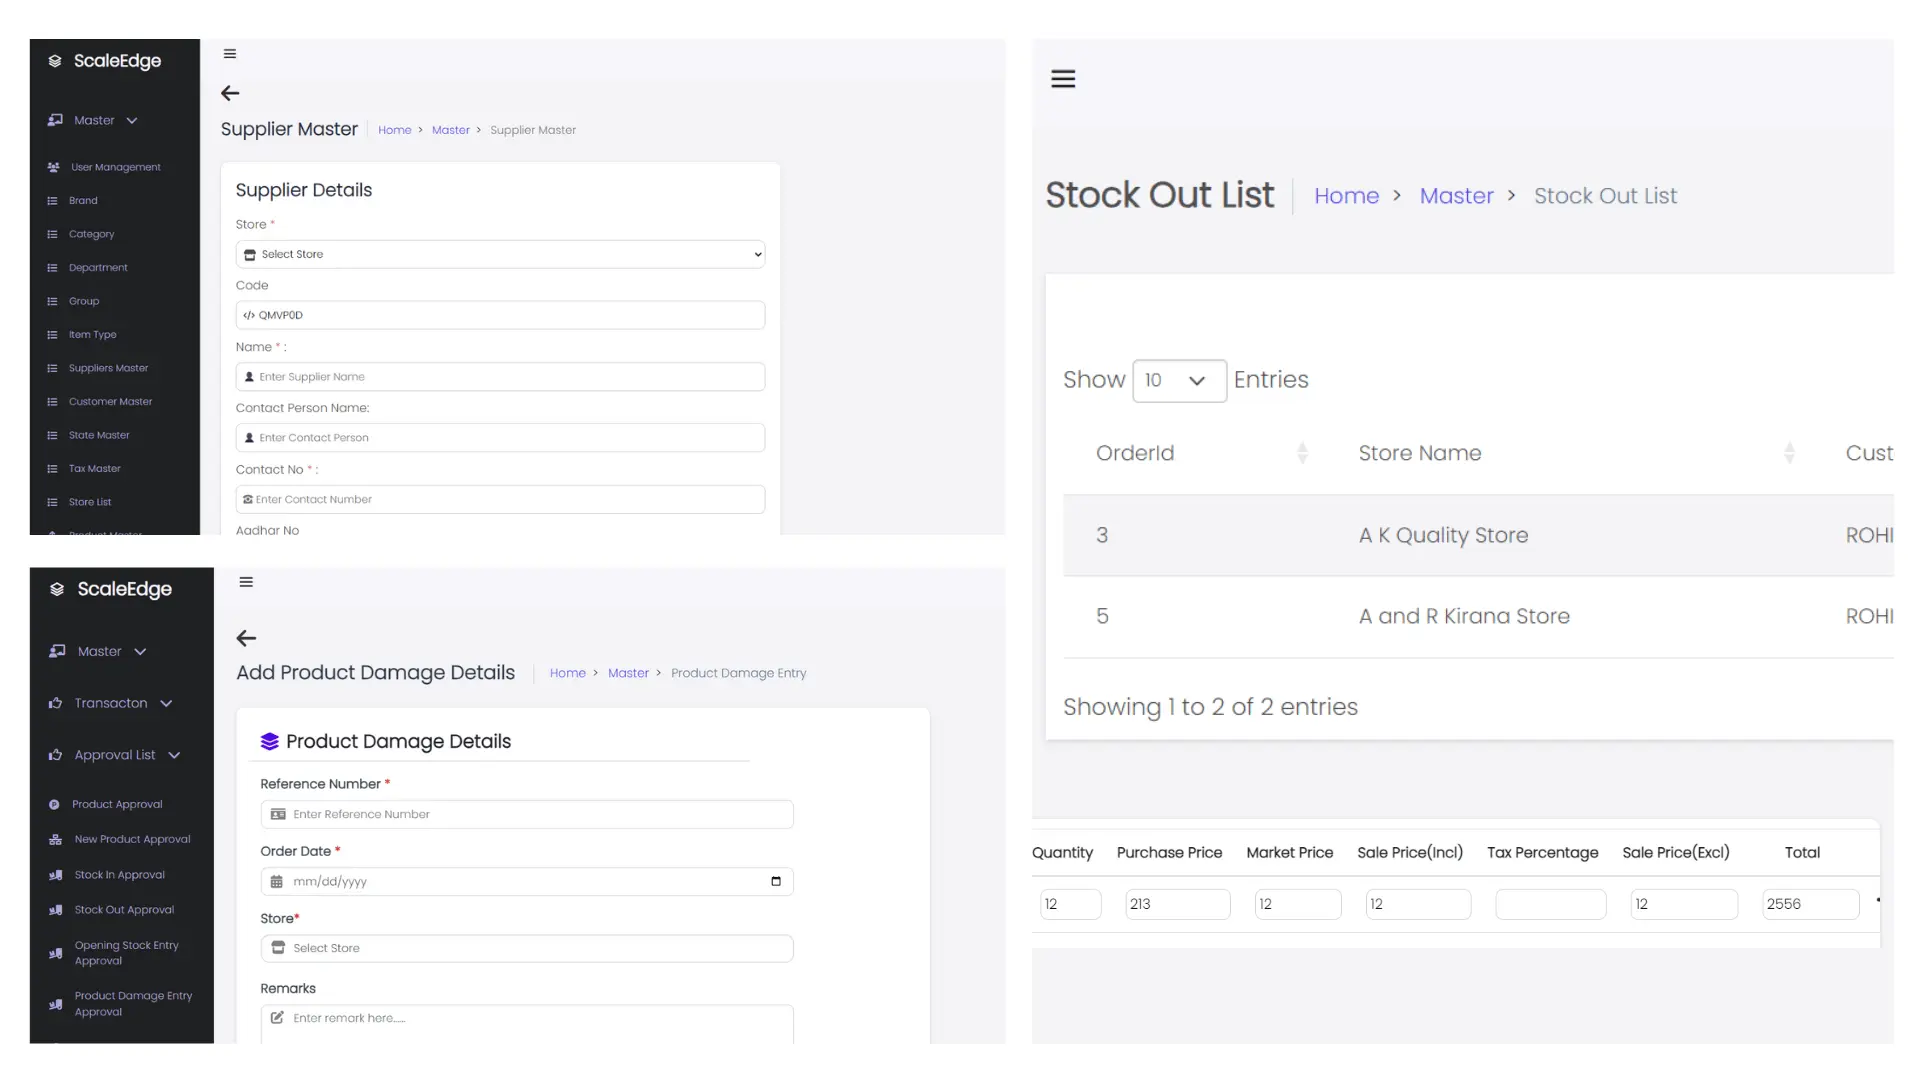 ScaleEdge
Master
User Management
Brand
Category
Department
Group
Item Type
Suppliers Master
Customer Master
State Master
Tax Master
Store List
Product Master
Supplier Master Home > Master > Supplier Master
Supplier Details
Store *
Select Store
Code
</> QMVP0D
Name * :
Enter Supplier Name
Contact Person Name:
Enter Contact Person
Contact No * :
Enter Contact Number
Aadhar No
ScaleEdge
Master
Transacton
Approval List
Product Approval
New Product Approval
Stock In Approval
Stock Out Approval
Opening Stock Entry
Approval
Product Damage Entry
Approval
Add Product Damage Details Home > Master > Product Damage Entry
Product Damage Details
Reference Number *
Enter Reference Number
Order Date *
mm/dd/yyyy
Store*
Select Store
Remarks
Enter remark here.....
Stock Out List Home > Master > Stock Out List
Show 10 Entries
OrderId Store Name Cust
3 A K Quality Store ROHI
5 A and R Kirana Store ROHI
Showing 1 to 2 of 2 entries
Quantity Purchase Price Market Price Sale Price(Incl) Tax Percentage Sale Price(Excl) Total
12 213 12 12 12 2556